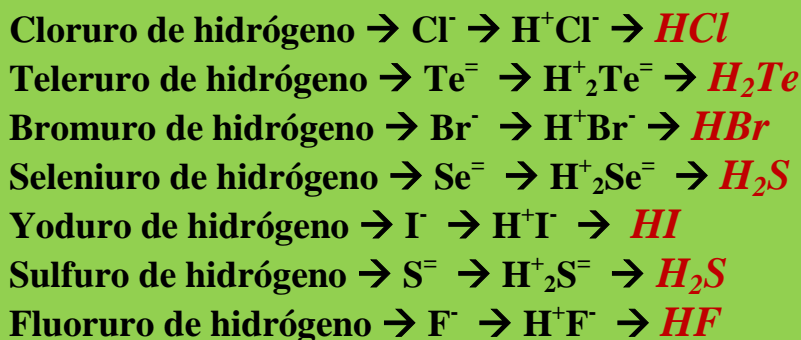 Cloruro de hidrógeno → Cl⁻ → H⁺Cl⁻ → HCl
Teleruro de hidrógeno → Te⁼ → H⁺₂Te⁼ → H₂Te
Bromuro de hidrógeno → Br⁻ → H⁺Br⁻ → HBr
Seleniuro de hidrógeno → Se⁼ → H⁺₂Se⁼ → H₂S
Yoduro de hidrógeno → I⁻ → H⁺I⁻ → HI
Sulfuro de hidrógeno → S⁼ → H⁺₂S⁼ → H₂S
Fluoruro de hidrógeno → F⁻ → H⁺F⁻ → HF